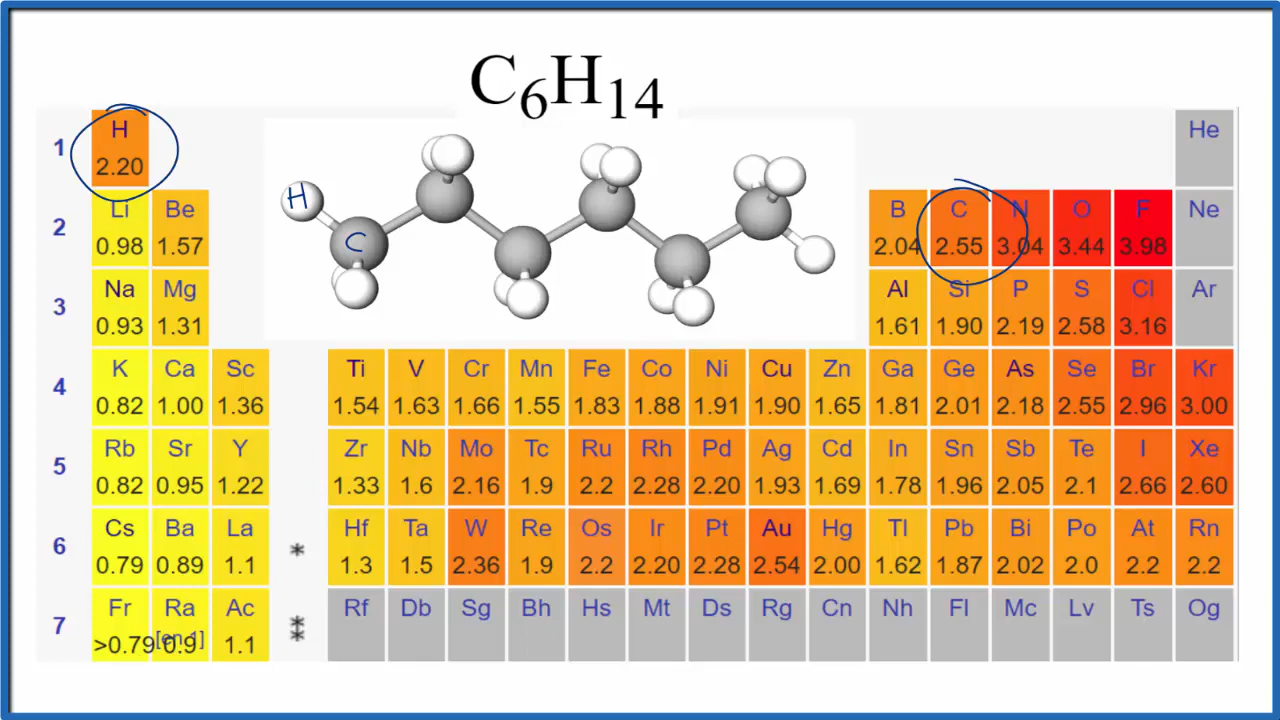 C6H14
H He
1
2.20
H
C
Li Be B C N O F Ne
2
0.98 1.57 2.04 2.55 3.04 3.44 3.98
Na Mg Al Si P S Cl Ar
3
0.93 1.31 1.61 1.90 2.19 2.58 3.16
K Ca Sc Ti V Cr Mn Fe Co Ni Cu Zn Ga Ge As Se Br Kr
4
0.82 1.00 1.36 1.54 1.63 1.66 1.55 1.83 1.88 1.91 1.90 1.65 1.81 2.01 2.18 2.55 2.96 3.00
Rb Sr Y Zr Nb Mo Tc Ru Rh Pd Ag Cd In Sn Sb Te I Xe
5
0.82 0.95 1.22 1.33 1.6 2.16 1.9 2.2 2.28 2.20 1.93 1.69 1.78 1.96 2.05 2.1 2.66 2.60
Cs Ba La Hf Ta W Re Os Ir Pt Au Hg Tl Pb Bi Po At Rn
6 *
0.79 0.89 1.1 1.3 1.5 2.36 1.9 2.2 2.20 2.28 2.54 2.00 1.62 1.87 2.02 2.0 2.2 2.2
Fr Ra Ac Rf Db Sg Bh Hs Mt Ds Rg Cn Nh Fl Mc Lv Ts Og
7 **
>0.79 [en 1] 0.9 1.1